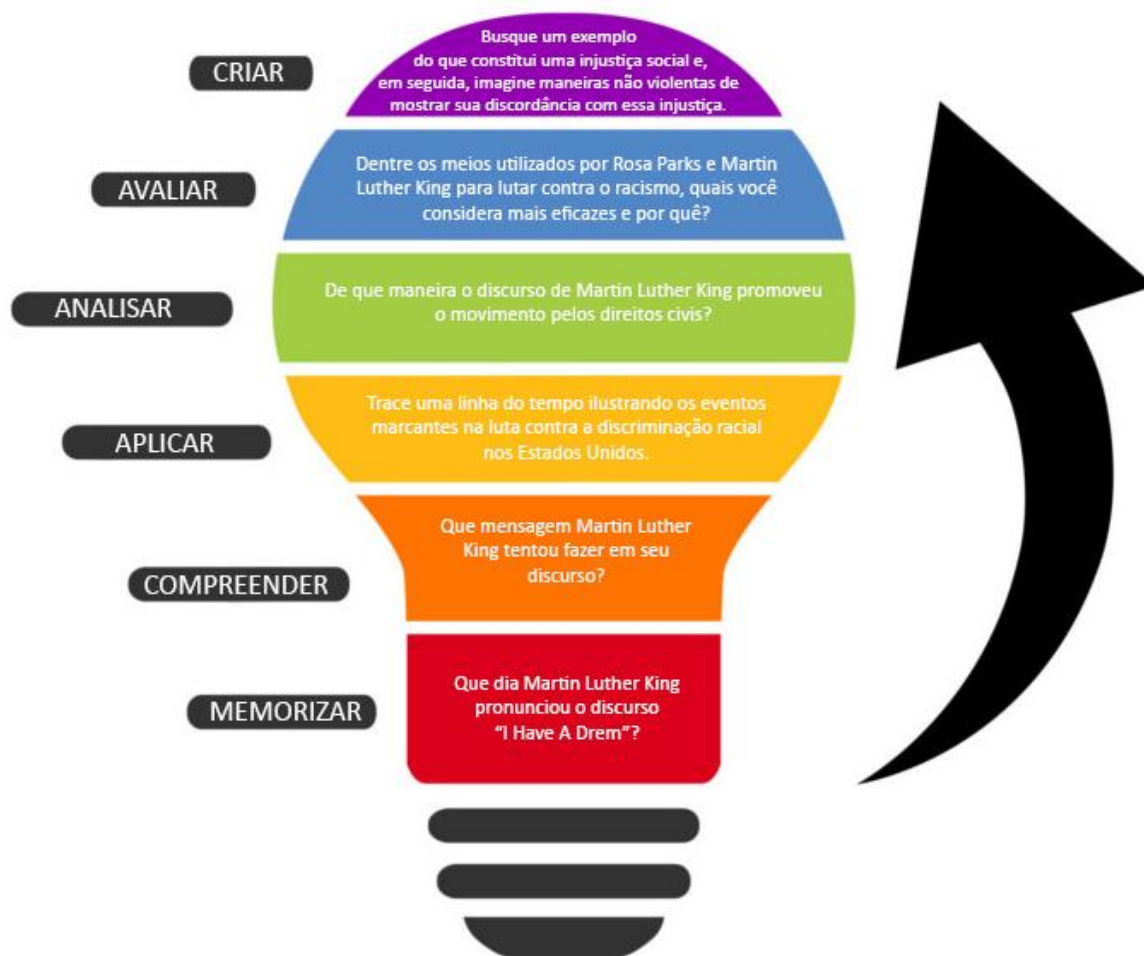 CRIAR
Busque um exemplo
do que constitui uma injustiça social e,
em seguida, imagine maneiras não violentas de
mostrar sua discordância com essa injustiça.
AVALIAR
Dentre os meios utilizados por Rosa Parks e Martin
Luther King para lutar contra o racismo, quais você
considera mais eficazes e por quê?
ANALISAR
De que maneira o discurso de Martin Luther King promoveu
o movimento pelos direitos civis?
APLICAR
Trace uma linha do tempo ilustrando os eventos
marcantes na luta contra a discriminação racial
nos Estados Unidos.
COMPREENDER
Que mensagem Martin Luther
King tentou fazer em seu
discurso?
MEMORIZAR
Que dia Martin Luther King
pronunciou o discurso
“I Have A Drem”?